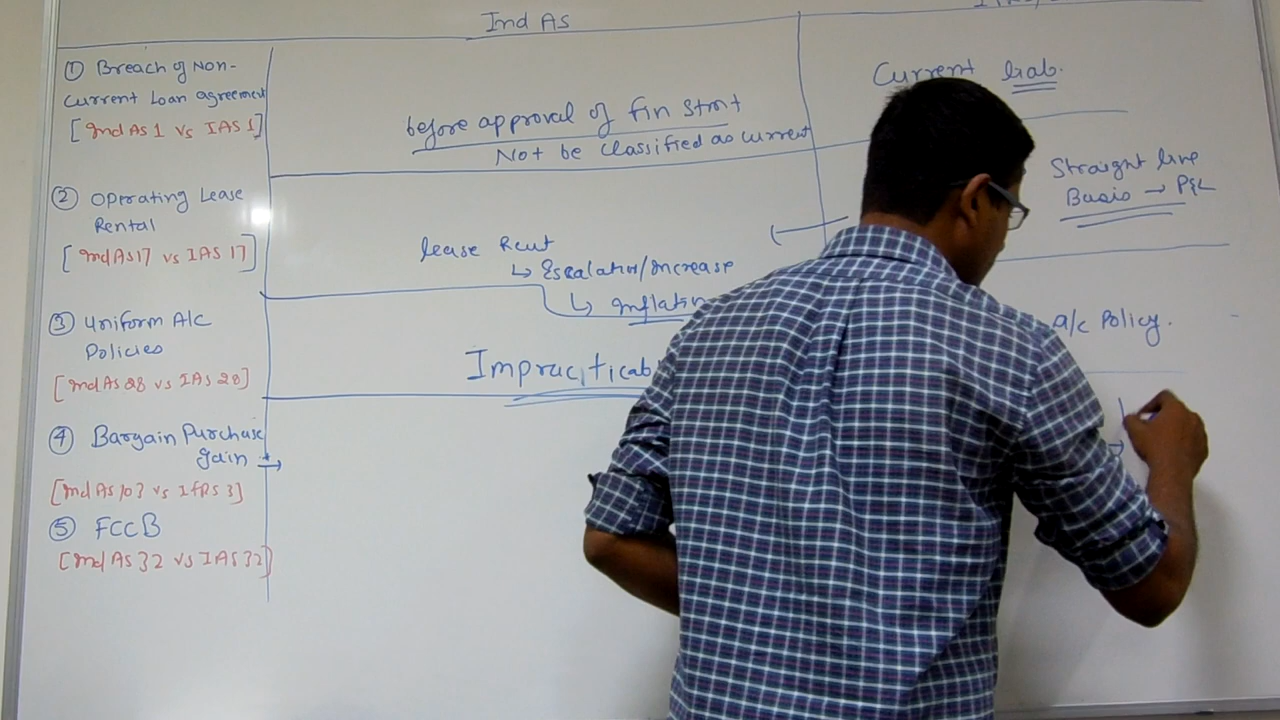 Ind AS
① Breach of Non-
Current Loan agreement
[Ind AS 1 vs IAS 1]
before approval of fin Stmt
Not be classified as current
Current liab.
② Operating Lease
Rental
[Ind AS 17 vs IAS 17]
lease Rent
↳ Escalation/increase
↳ Inflation
Straight line
Basis → P&L
③ Uniform A/c
Policies
[Ind AS 28 vs IAS 28]
a/c Policy.
④ Bargain Purchase
gain →
[Ind AS 103 vs IFRS 3]
⑤ FCCB
[Ind AS 32 vs IAS 32]